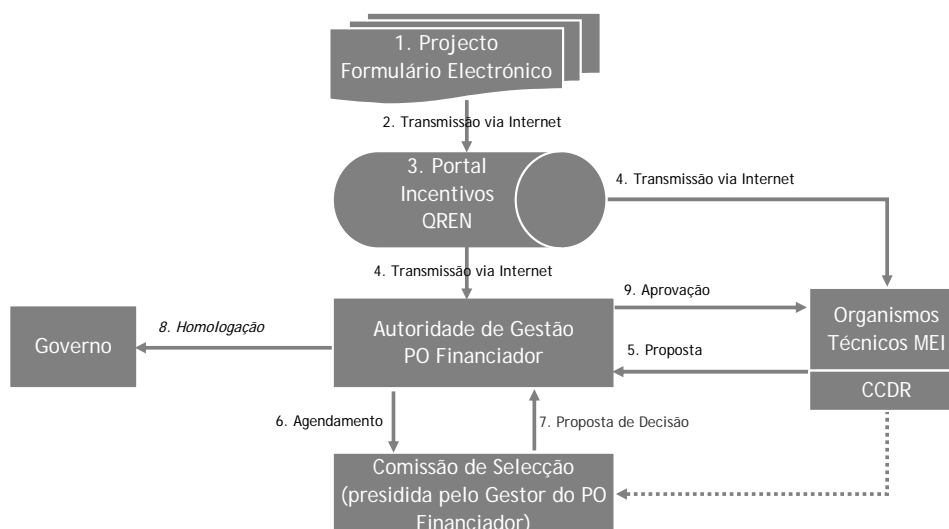 1. Projecto
Formulário Electrónico
2. Transmissão via Internet
3. Portal
Incentivos
QREN
4. Transmissão via Internet
4. Transmissão via Internet
9. Aprovação
Organismos
Técnicos MEI
8. Homologação
Governo
Autoridade de Gestão
PO Financiador
5. Proposta
CCDR
6. Agendamento
7. Proposta de Decisão
Comissão de Selecção
(presidida pelo Gestor do PO
Financiador)